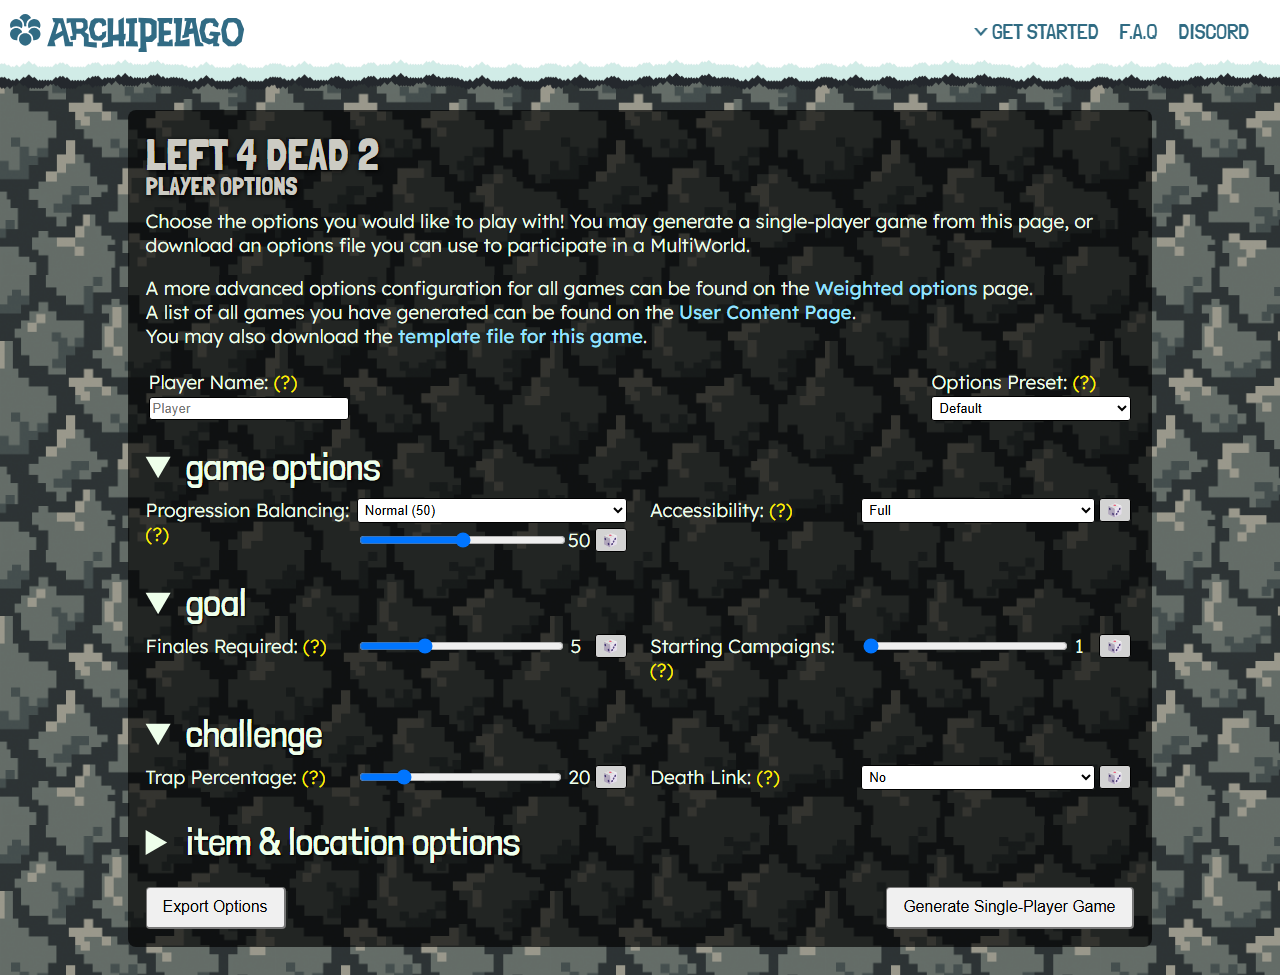 ARCHIPELAGO
GET STARTED F.A.Q DISCORD
LEFT 4 DEAD 2
PLAYER OPTIONS
Choose the options you would like to play with! You may generate a single-player game from this page, or
download an options file you can use to participate in a MultiWorld.
A more advanced options configuration for all games can be found on the Weighted options page.
A list of all games you have generated can be found on the User Content Page.
You may also download the template file for this game.
Player Name: (?)
Player
Options Preset: (?)
Default
game options
Progression Balancing: (?)
Normal (50)
50
Accessibility: (?)
Full
goal
Finales Required: (?)
5
Starting Campaigns: (?)
1
challenge
Trap Percentage: (?)
20
Death Link: (?)
No
item & location options
Export Options
Generate Single-Player Game